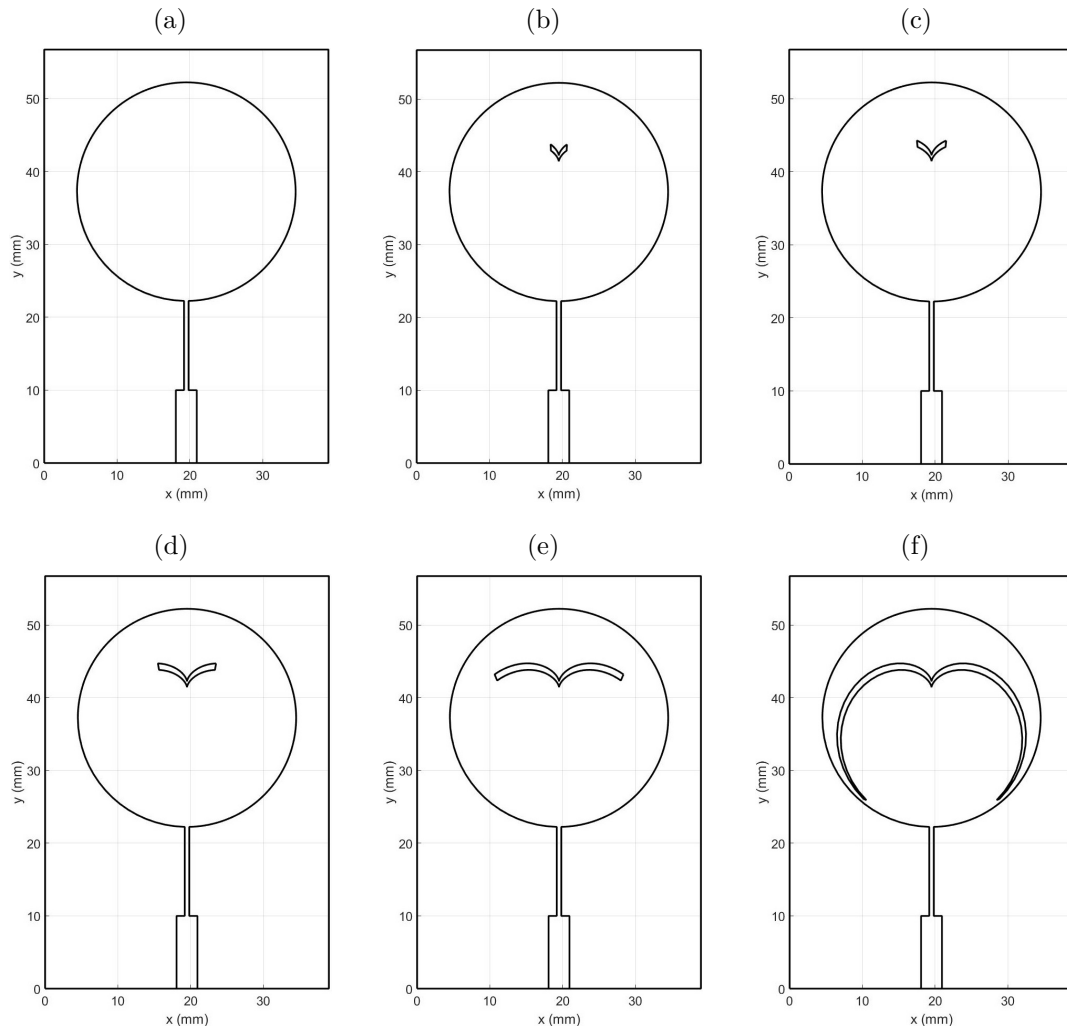 (a) (b) (c)
50 50 50
40 40 40
30 30 30
y (mm) y (mm) y (mm)
20 20 20
10 10 10
0 0 0
0 10 20 30 0 10 20 30 0 10 20 30
x (mm) x (mm) x (mm)
(d) (e) (f)
50 50 50
40 40 40
30 30 30
y (mm) y (mm) y (mm)
20 20 20
10 10 10
0 0 0
0 10 20 30 0 10 20 30 0 10 20 30
x (mm) x (mm) x (mm)